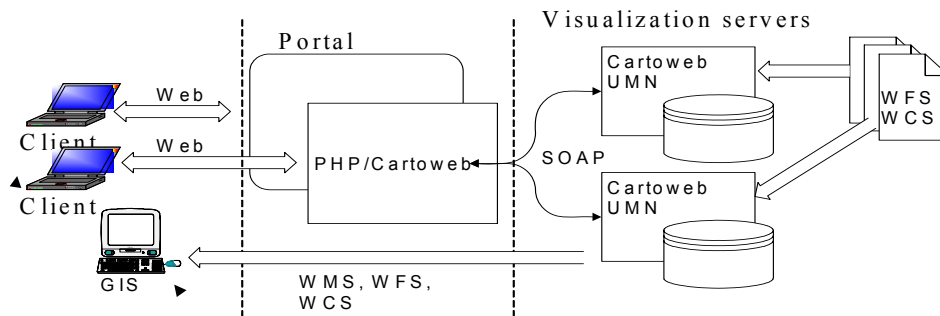 Visualization servers
Portal
Cartoweb
UMN
Web
WFS
WCS
Client
Web
PHP/Cartoweb
SOAP
Client
Cartoweb
UMN
GIS
WMS, WFS,
WCS